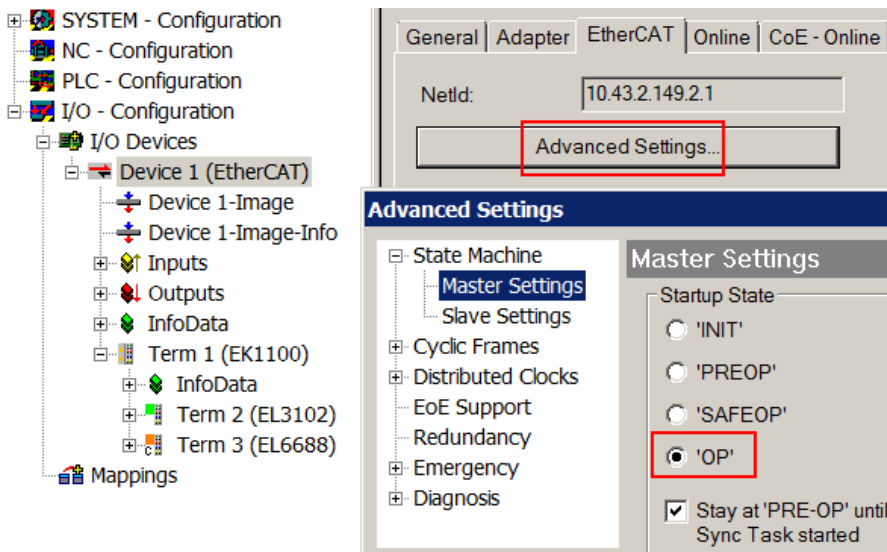 SYSTEM - Configuration
NC - Configuration
PLC - Configuration
I/O - Configuration
I/O Devices
Device 1 (EtherCAT)
Device 1-Image
Device 1-Image-Info
Inputs
Outputs
InfoData
Term 1 (EK1100)
InfoData
Term 2 (EL3102)
Term 3 (EL6688)
Mappings
General Adapter EtherCAT Online CoE - Online
NetId: 10.43.2.149.2.1
Advanced Settings...
Advanced Settings
State Machine
Master Settings
Slave Settings
Cyclic Frames
Distributed Clocks
EoE Support
Redundancy
Emergency
Diagnosis
Master Settings
Startup State
'INIT'
'PREOP'
'SAFEOP'
'OP'
Stay at 'PRE-OP' until
Sync Task started